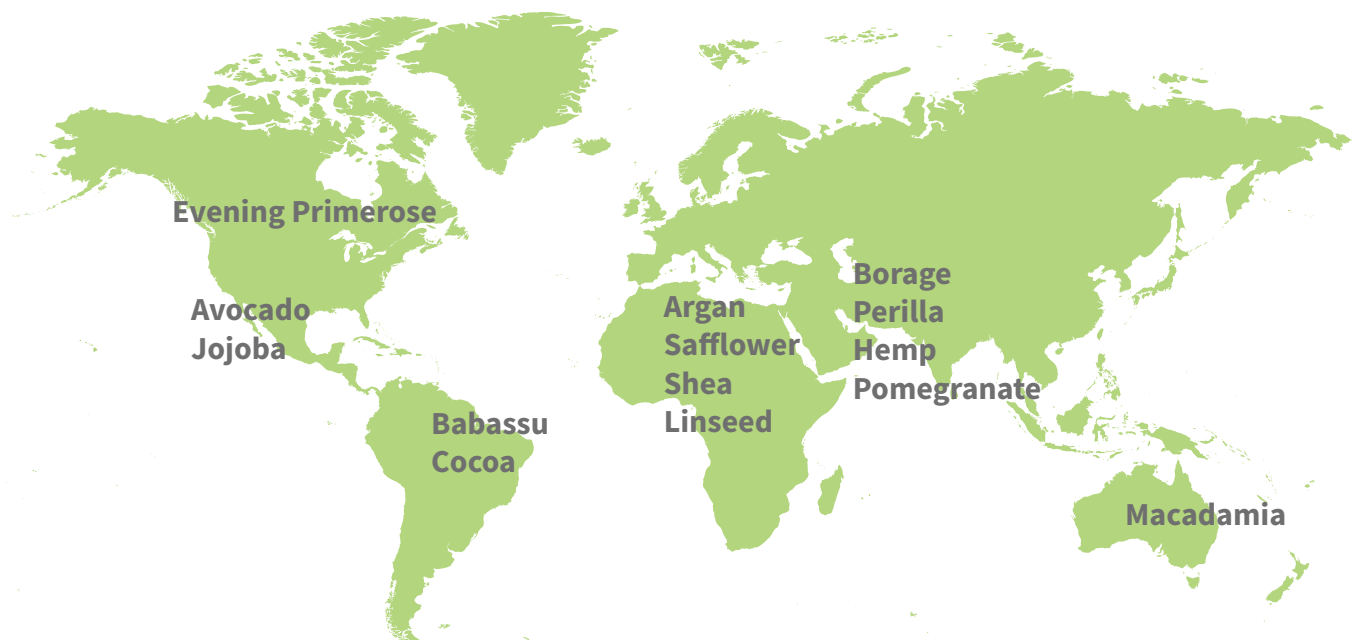 Evening Primerose
Avocado
Jojoba
Babassu
Cocoa
Argan
Safflower
Shea
Linseed
Borage
Perilla
Hemp
Pomegranate
Macadamia